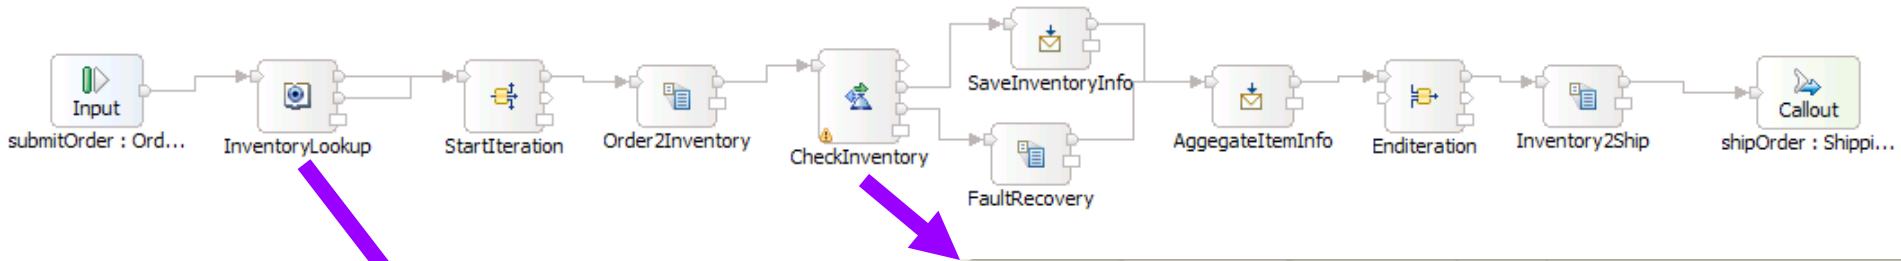 Input
submitOrder : Ord...
InventoryLookup
StartIteration
Order2Inventory
CheckInventory
SaveInventoryInfo
FaultRecovery
AggegateItemInfo
Enditeration
Inventory2Ship
Callout
shipOrder : Shippi...